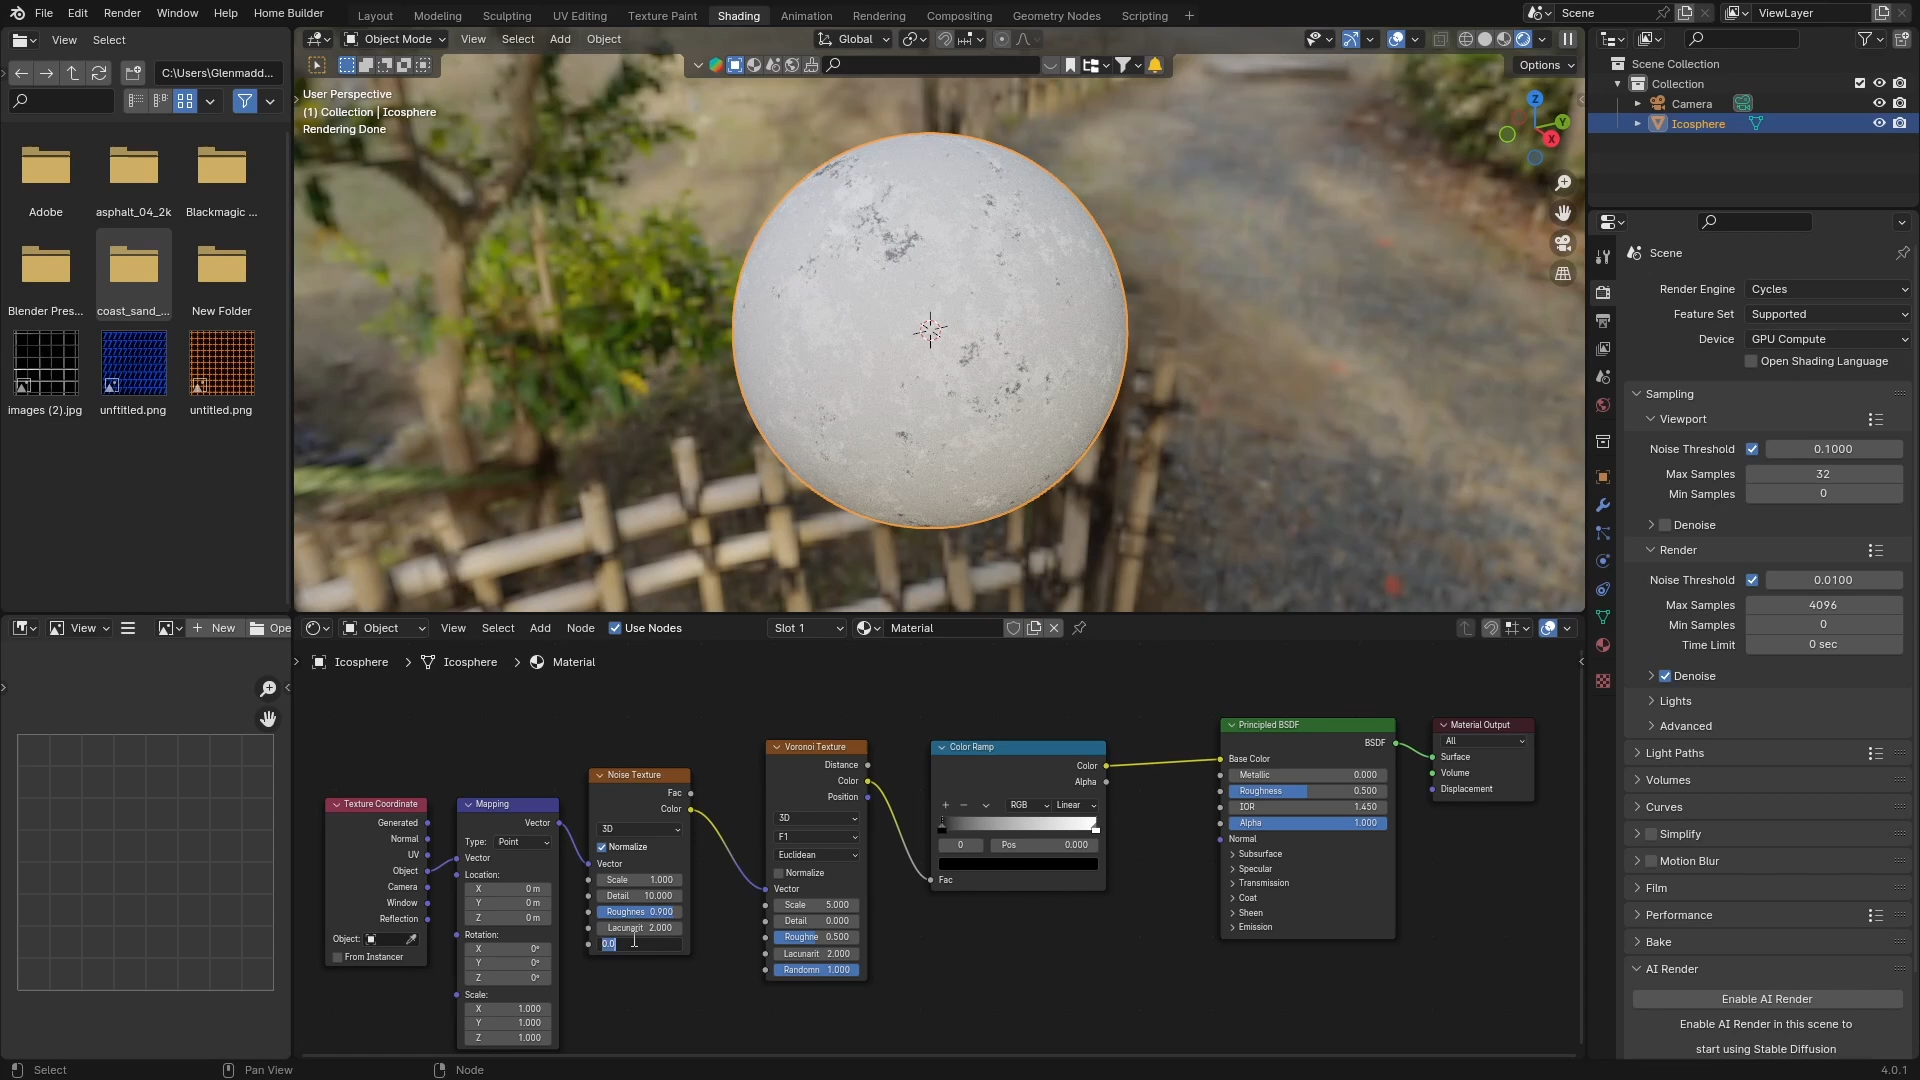 File Edit Render Window Help Home Builder
Layout Modeling Sculpting UV Editing Texture Paint Shading Animation Rendering Compositing Geometry Nodes Scripting +
Scene
ViewLayer
View Select
C:\Users\Glenmadd...
Adobe
asphalt_04_2k
Blackmagic ...
Blender Pres...
coast_sand_...
New Folder
images (2).jpg
unftitled.png
untitled.png
Object Mode View Select Add Object
Global
Options
User Perspective
(1) Collection | Icosphere
Rendering Done
Z
Y
X
Scene Collection
Collection
Camera
Icosphere
Scene
Render Engine Cycles
Feature Set Supported
Device GPU Compute
Open Shading Language
Sampling
Viewport
Noise Threshold 0.1000
Max Samples 32
Min Samples 0
Denoise
Render
Noise Threshold 0.0100
Max Samples 4096
Min Samples 0
Time Limit 0 sec
Denoise
Lights
Advanced
Light Paths
Volumes
Curves
Simplify
Motion Blur
Film
Performance
Bake
AI Render
Enable AI Render
Enable AI Render in this scene to
start using Stable Diffusion
View
+ New
Ope
Object View Select Add Node Use Nodes
Slot 1
Material
Icosphere > Icosphere > Material
Texture Coordinate
Generated
Normal
UV
Object
Camera
Window
Reflection
Object:
From Instancer
Mapping
Vector
Type: Point
Vector
Location:
X 0 m
Y 0 m
Z 0 m
Rotation:
X 0°
Y 0°
Z 0°
Scale:
X 1.000
Y 1.000
Z 1.000
Noise Texture
Fac
Color
3D
Normalize
Vector
Scale 1.000
Detail 10.000
Roughnes 0.900
Lacunarit 2.000
0.0
Voronoi Texture
Distance
Color
Position
3D
F1
Euclidean
Normalize
Vector
Scale 5.000
Detail 0.000
Roughne 0.500
Lacunarit 2.000
Randomn 1.000
Color Ramp
Color
Alpha
+ − RGB Linear
0 Pos 0.000
Fac
Principled BSDF
BSDF
Base Color
Metallic 0.000
Roughness 0.500
IOR 1.450
Alpha 1.000
Normal
Subsurface
Specular
Transmission
Coat
Sheen
Emission
Material Output
All
Surface
Volume
Displacement
Select
Pan View
Node
4.0.1